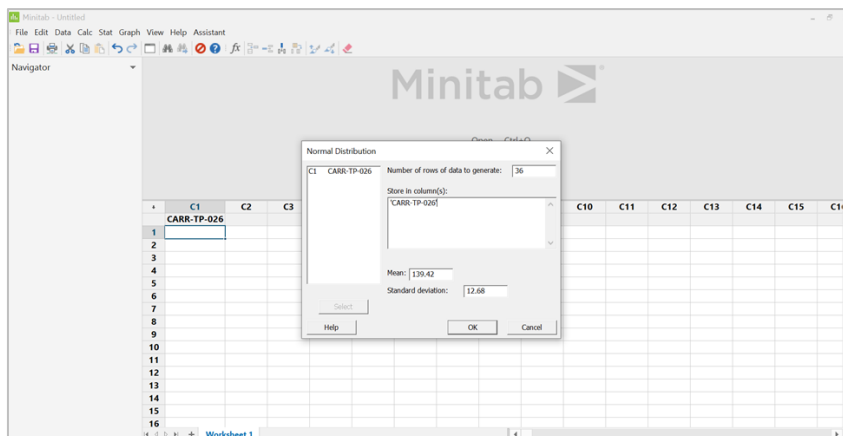 Minitab - Untitled
File Edit Data Calc Stat Graph View Help Assistant
fx
Navigator
Minitab
Open Ctrl+O
Normal Distribution
C1 CARR-TP-026
Number of rows of data to generate: 36
Store in column(s):
'CARR-TP-026'
Mean: 139.42
Standard deviation: 12.68
Select
Help OK Cancel
C1 C2 C3 C10 C11 C12 C13 C14 C15
CARR-TP-026
1
2
3
4
5
6
7
8
9
10
11
12
13
14
15
16
Worksheet 1